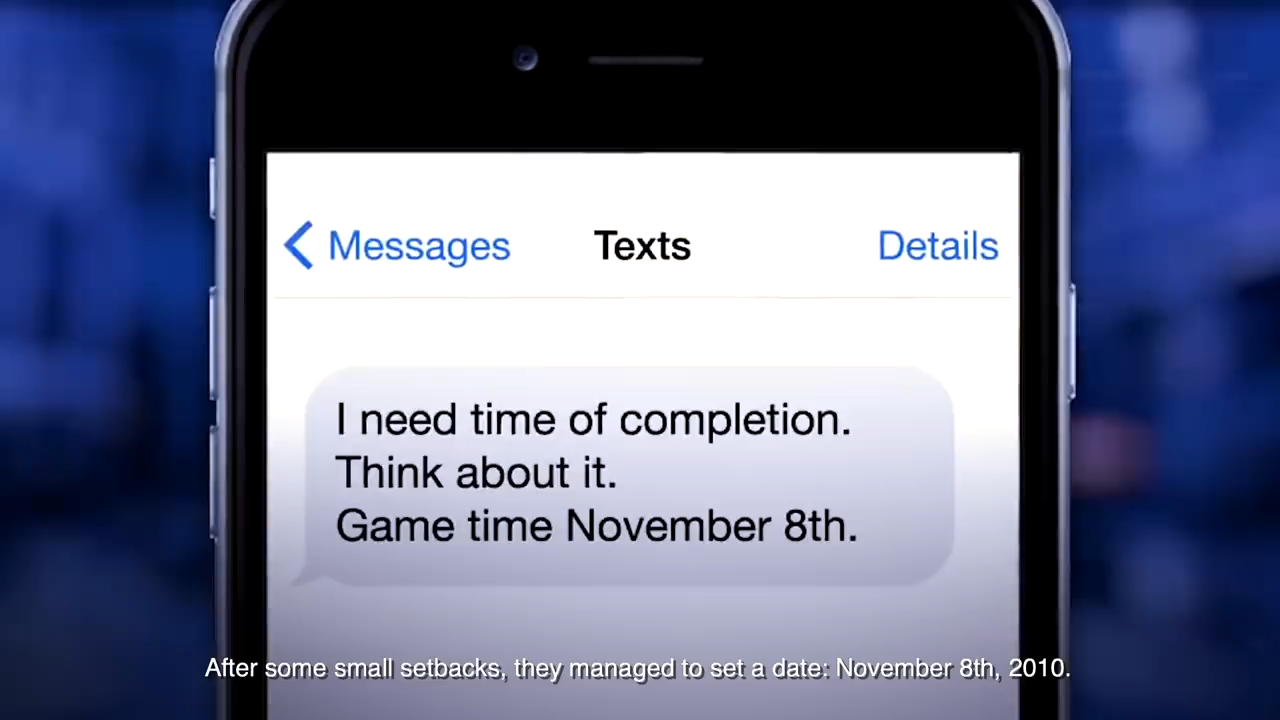 Messages Texts Details
I need time of completion.
Think about it.
Game time November 8th.
After some small setbacks, they managed to set a date: November 8th, 2010.